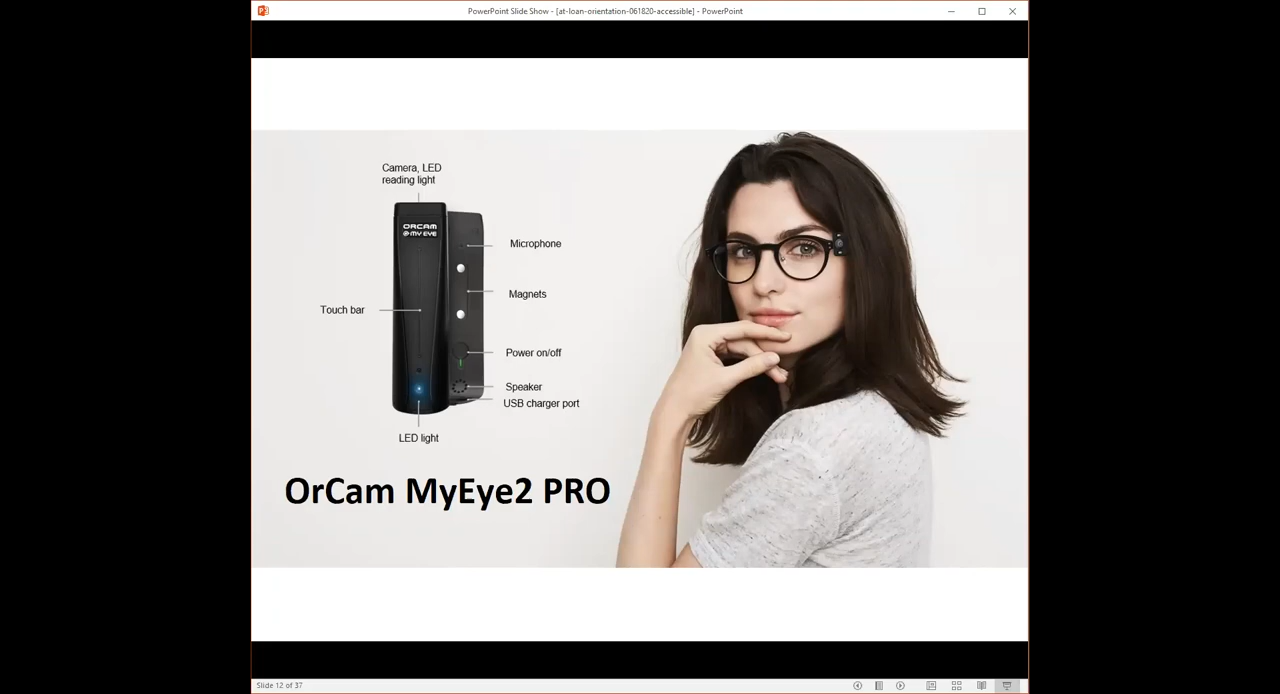 PowerPoint Slide Show - [at-loan-orientation-061820-accessible] - PowerPoint
Camera, LED
reading light
ORCAM
MY EYE
Microphone
Magnets
Touch bar
Power on/off
Speaker
USB charger port
LED light
OrCam MyEye2 PRO
Slide 12 of 37